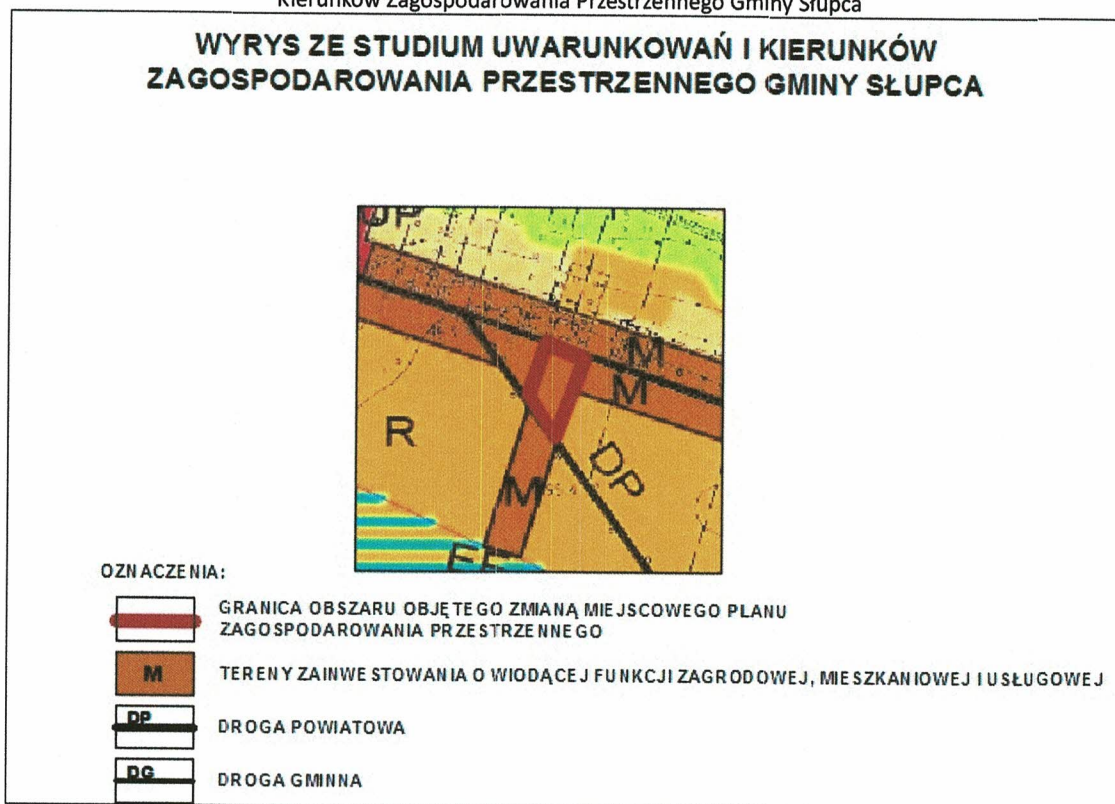 Kierunków Zagospodarowania Przestrzennego Gminy Słupca
WYRYS ZE STUDIUM UWARUNKOWAŃ I KIERUNKÓW
ZAGOSPODAROWANIA PRZESTRZENNEGO GMINY SŁUPCA
DP
M
M
R
DP
M
OZNACZENIA:
GRANICA OBSZARU OBJĘTEGO ZMIANĄ MIEJSCOWEGO PLANU
ZAGOSPODAROWANIA PRZESTRZENNEGO
M TERENY ZAINWESTOWANIA O WIODĄCEJ FUNKCJI ZAGRODOWEJ, MIESZKANIOWEJ I USŁUGOWEJ
DP DROGA POWIATOWA
DG DROGA GMINNA